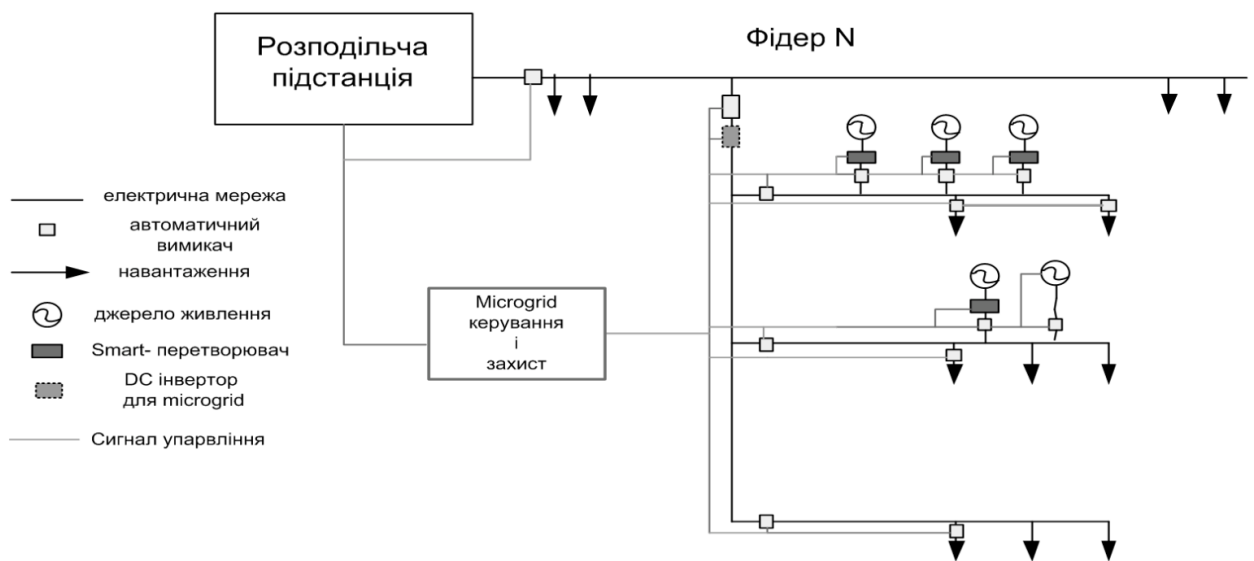 Розподільча
підстанція
Фідер N
електрична мережа
автоматичний
вимикач
навантаження
джерело живлення
Smart- перетворювач
DC інвертор
для microgrid
Сигнал упарвління
Microgrid
керування
і
захист